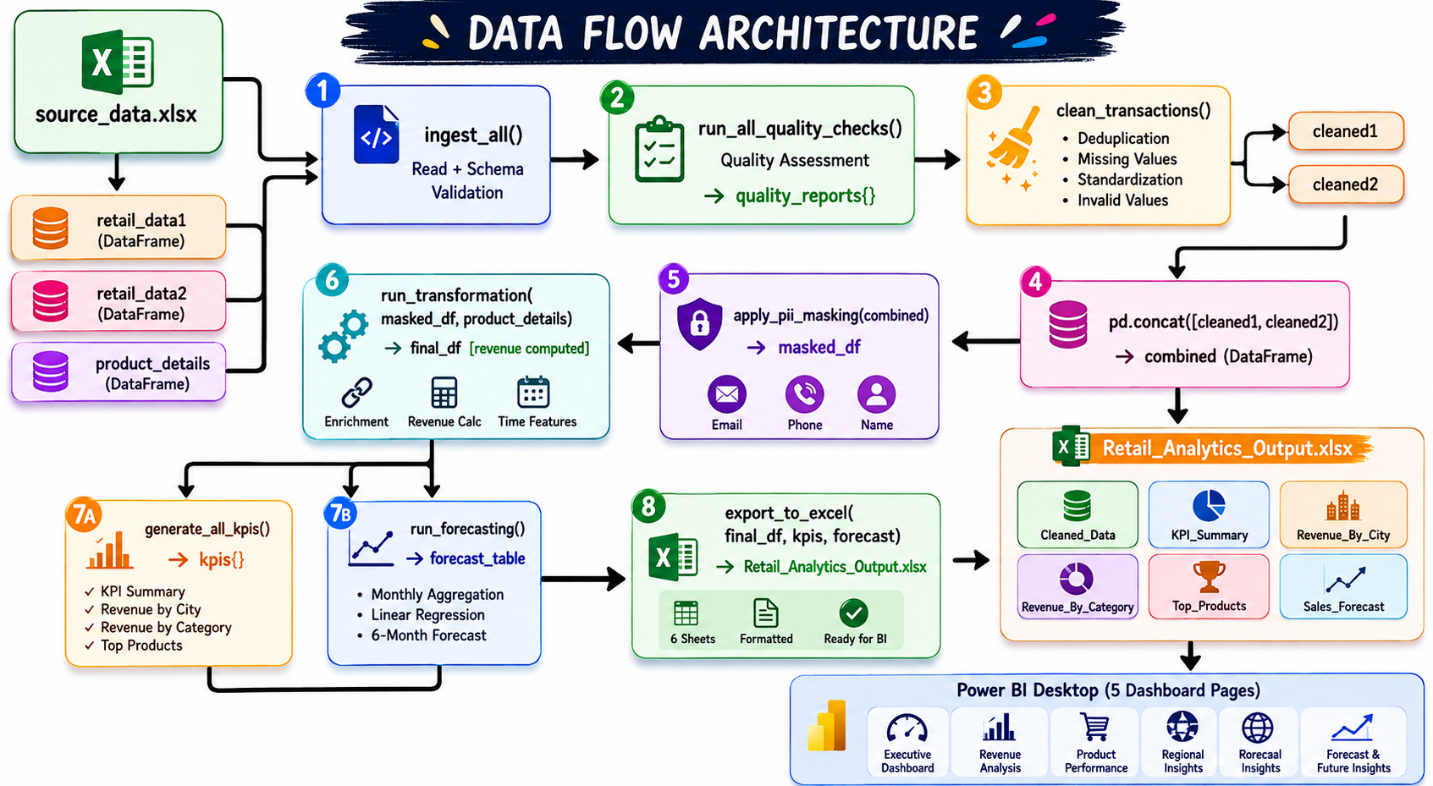 DATA FLOW ARCHITECTURE
X
source_data.xlsx
retail_data1
(DataFrame)
retail_data2
(DataFrame)
product_details
(DataFrame)
1
</>
ingest_all()
Read + Schema
Validation
2
run_all_quality_checks()
Quality Assessment
→ quality_reports{}
3
clean_transactions()
• Deduplication
• Missing Values
• Standardization
• Invalid Values
cleaned1
cleaned2
4
pd.concat([cleaned1, cleaned2])
→ combined (DataFrame)
5
apply_pii_masking(combined)
→ masked_df
Email
Phone
Name
6
run_transformation(
masked_df, product_details)
→ final_df [revenue computed]
Enrichment
Revenue Calc
Time Features
7A
generate_all_kpis()
→ kpis{}
✓ KPI Summary
✓ Revenue by City
✓ Revenue by Category
✓ Top Products
7B
run_forecasting()
→ forecast_table
• Monthly Aggregation
• Linear Regression
• 6-Month Forecast
8
export_to_excel(
final_df, kpis, forecast)
X
→ Retail_Analytics_Output.xlsx
6 Sheets
Formatted
Ready for BI
X
Retail_Analytics_Output.xlsx
Cleaned_Data
KPI_Summary
Revenue_By_City
Revenue_By_Category
Top_Products
Sales_Forecast
Power BI Desktop (5 Dashboard Pages)
Executive
Dashboard
Revenue
Analysis
Product
Performance
Regional
Insights
Rorecaal
Insights
Forecast &
Future Insights